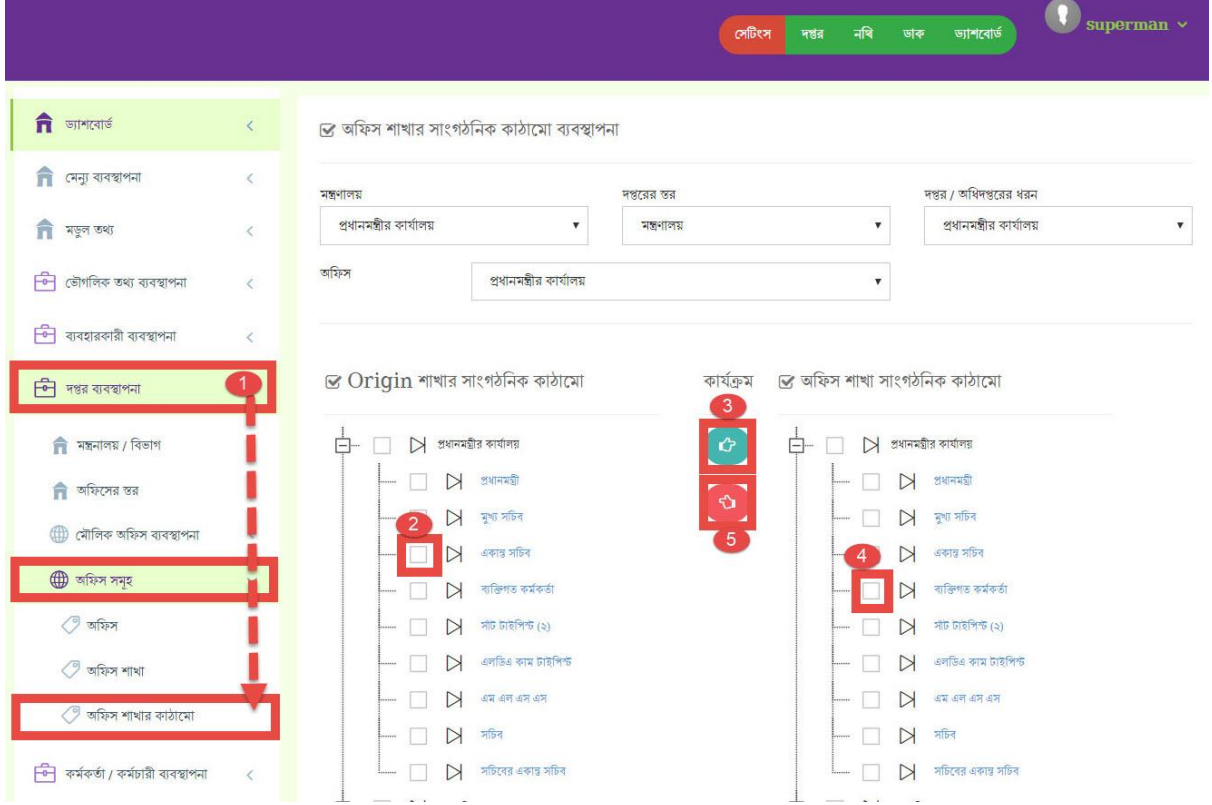 সেটিংস দপ্তর নথি ডাক ড্যাশবোর্ড superman
ড্যাশবোর্ড
মেন্যু ব্যবস্থাপনা
মডুল তথ্য
ভৌগলিক তথ্য ব্যবস্থাপনা
ব্যবহারকারী ব্যবস্থাপনা
দপ্তর ব্যবস্থাপনা 1
মন্ত্রনালয় / বিভাগ
অফিসের স্তর
মৌলিক অফিস ব্যবস্থাপনা
অফিস সমূহ
অফিস
অফিস শাখা
অফিস শাখার কাঠামো
কর্মকর্তা / কর্মচারী ব্যবস্থাপনা
অফিস শাখার সাংগঠনিক কাঠামো ব্যবস্থাপনা
মন্ত্রণালয় দপ্তরের স্তর দপ্তর / অধিদপ্তরের ধরন
প্রধানমন্ত্রীর কার্যালয় মন্ত্রণালয় প্রধানমন্ত্রীর কার্যালয়
অফিস প্রধানমন্ত্রীর কার্যালয়
Origin শাখার সাংগঠনিক কাঠামো
প্রধানমন্ত্রীর কার্যালয়
প্রধানমন্ত্রী
মুখ্য সচিব
2
একান্ত সচিব
ব্যক্তিগত কর্মকর্তা
সাঁট টাইপিস্ট (২)
এলডিএ কাম টাইপিস্ট
এম এল এস এস
সচিব
সচিবের একান্ত সচিব
কার্যক্রম
3
5
অফিস শাখা সাংগঠনিক কাঠামো
প্রধানমন্ত্রীর কার্যালয়
প্রধানমন্ত্রী
মুখ্য সচিব
একান্ত সচিব
4
ব্যক্তিগত কর্মকর্তা
সাঁট টাইপিস্ট (২)
এলডিএ কাম টাইপিস্ট
এম এল এস এস
সচিব
সচিবের একান্ত সচিব